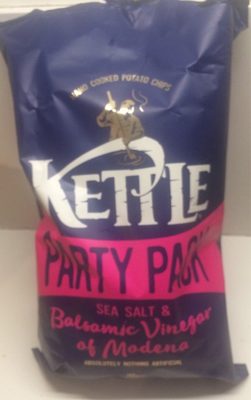 HAND COOKED POTATO CHIPS
KETTLE
PARTY PACK
SEA SALT &
Balsamic Vinegar
of Modena
ABSOLUTELY NOTHING ARTIFICIAL